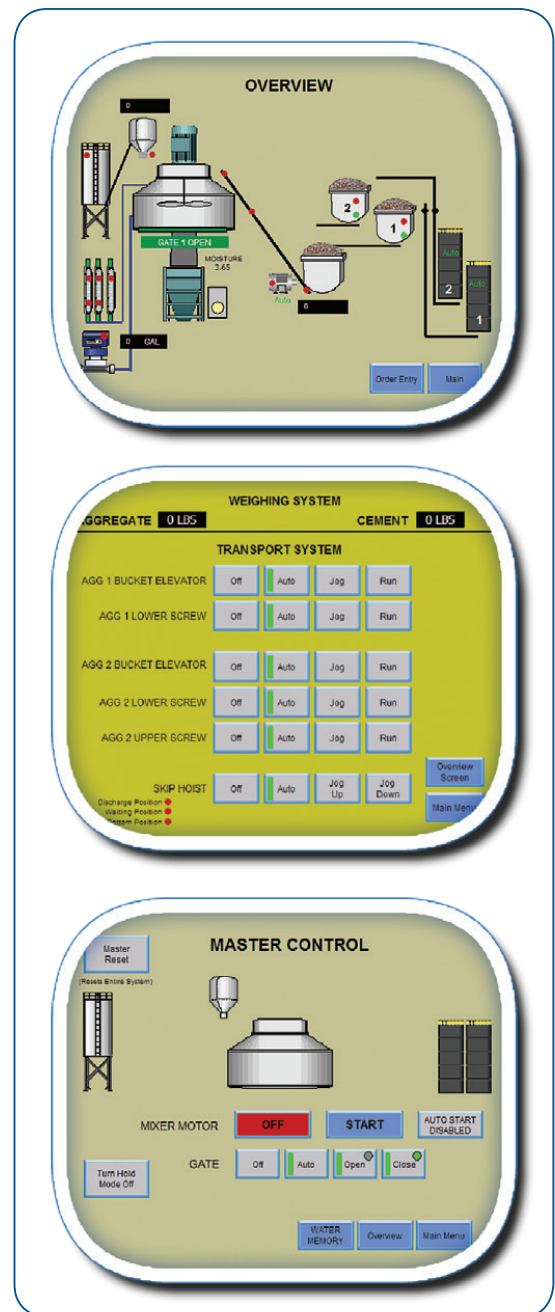 OVERVIEW
0
GATE 1 OPEN
MOISTURE
3.65
2
1
Auto
0
Auto
2
Auto
1
0 GAL
Order Entry
Main
WEIGHING SYSTEM
AGGREGATE 0 LBS
CEMENT 0 LBS
TRANSPORT SYSTEM
AGG 1 BUCKET ELEVATOR Off Auto Jog Run
AGG 1 LOWER SCREW Off Auto Jog Run
AGG 2 BUCKET ELEVATOR Off Auto Jog Run
AGG 2 LOWER SCREW Off Auto Jog Run
AGG 2 UPPER SCREW Off Auto Jog Run
SKIP HOIST Off Auto Jog Up Jog Down
Discharge Position
Waiting Position
Bottom Position
Overview
Screen
Main Menu
Master
Reset
(Resets Entire System)
MASTER CONTROL
MIXER MOTOR OFF START
AUTO START
DISABLED
GATE Off Auto Open Close
Turn Hold
Mode Off
WATER
MEMORY
Overview
Main Menu